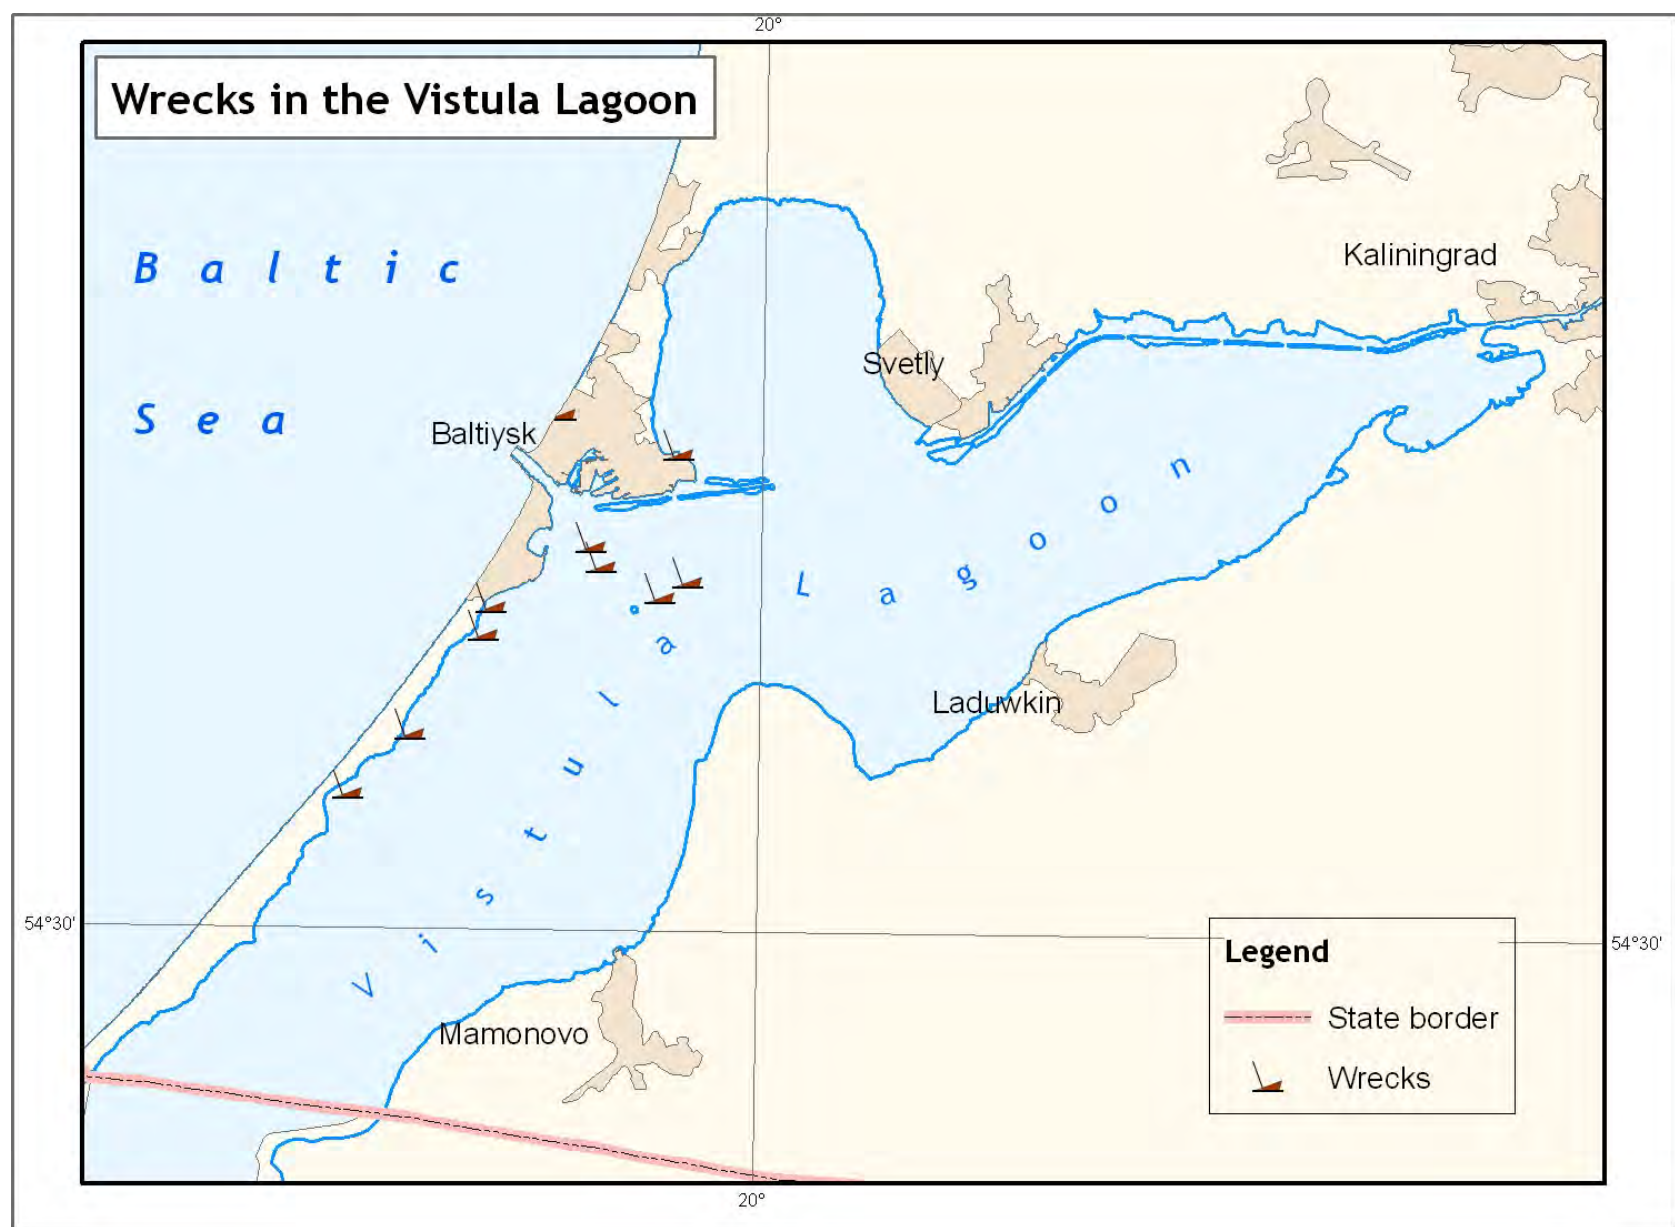 20°
Wrecks in the Vistula Lagoon
Baltic
Sea
Kaliningrad
Svetly
Baltiysk
Vistula Lagoon
Laduwkin
54°30'
54°30'
Mamonovo
Legend
State border
Wrecks
20°